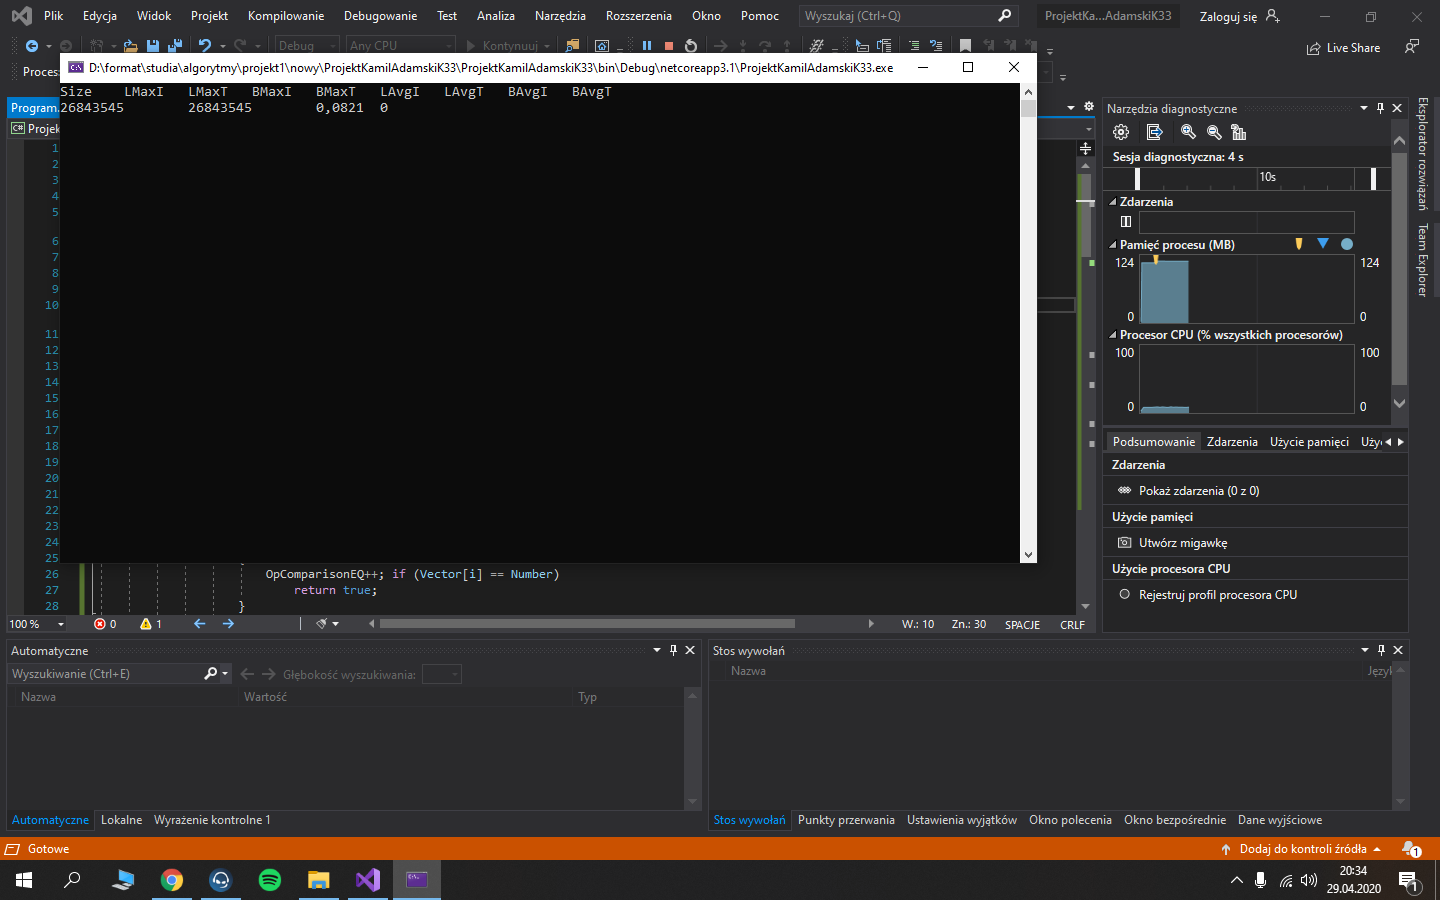 Plik Edycja Widok Projekt Kompilowanie Debugowanie Test Analiza Narzędzia Rozszerzenia Okno Pomoc Wyszukaj (Ctrl+Q) ProjektKa...AdamskiK33 Zaloguj się
Debug Any CPU Kontynuuj Live Share
Proces
D:\format\studia\algorytmy\projekt1\nowy\ProjektKamilAdamskiK33\ProjektKamilAdamskiK33\bin\Debug\netcoreapp3.1\ProjektKamilAdamskiK33.exe
Size LMaxI LMaxT BMaxI BMaxT LAvgI LAvgT BAvgI BAvgT
26843545 26843545 0,0821 0
Program.
C# Projek
1
2
3
4
5
6
7
8
9
10
11
12
13
14
15
16
17
18
19
20
21
22
23
24
25
26 OpComparisonEQ++; if (Vector[i] == Number)
27 return true;
28 }
100 % 0 1 W.: 10 Zn.: 30 SPACJE CRLF
Narzędzia diagnostyczne
Sesja diagnostyczna: 4 s
10s
Zdarzenia
Pamięć procesu (MB)
124 124
0 0
Procesor CPU (% wszystkich procesorów)
100 100
0 0
Podsumowanie Zdarzenia Użycie pamięci Użyc
Zdarzenia
Pokaż zdarzenia (0 z 0)
Użycie pamięci
Utwórz migawkę
Użycie procesora CPU
Rejestruj profil procesora CPU
Eksplorator rozwiązań
Team Explorer
Automatyczne
Wyszukiwanie (Ctrl+E) Głębokość wyszukiwania:
Nazwa Wartość Typ
Automatyczne Lokalne Wyrażenie kontrolne 1
Stos wywołań
Nazwa Język
Stos wywołań Punkty przerwania Ustawienia wyjątków Okno polecenia Okno bezpośrednie Dane wyjściowe
Gotowe Dodaj do kontroli źródła 1
20:34
29.04.2020
1